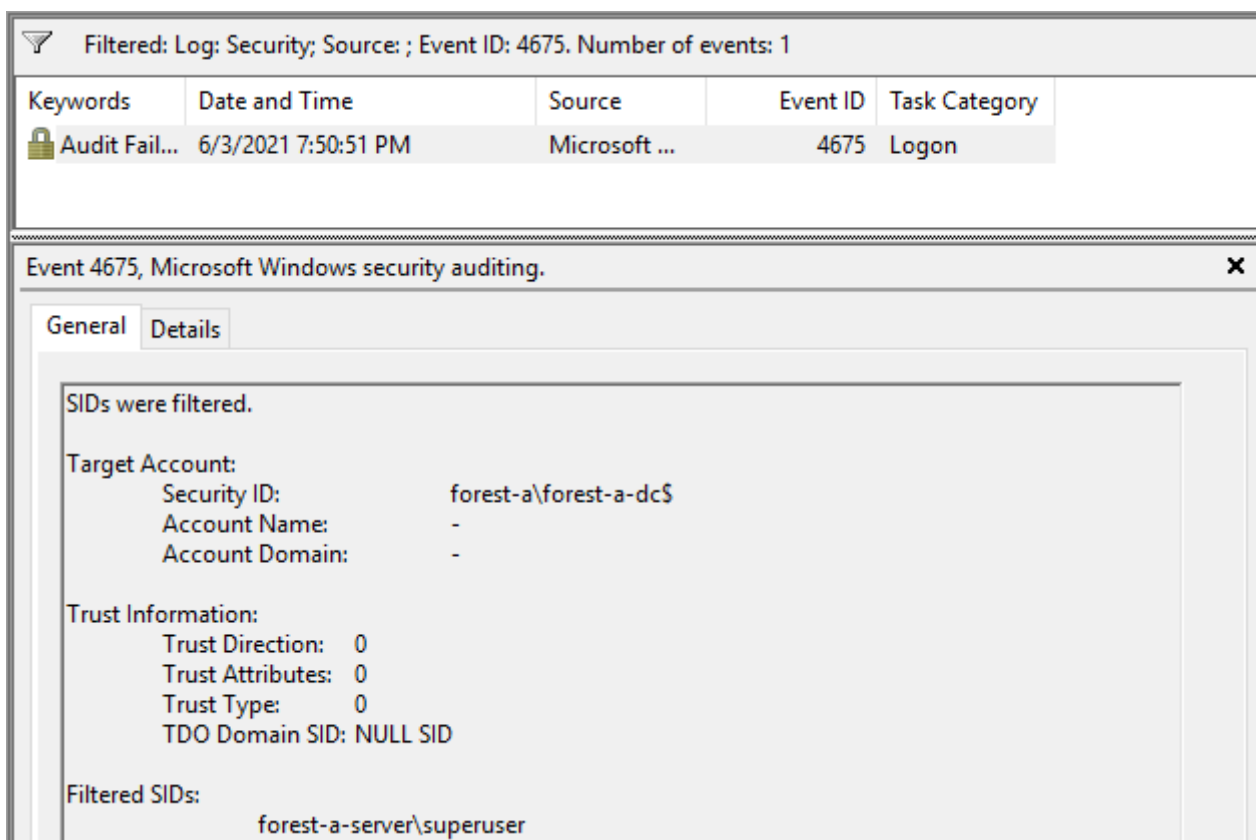 Filtered: Log: Security; Source: ; Event ID: 4675. Number of events: 1
Keywords Date and Time Source Event ID Task Category
Audit Fail... 6/3/2021 7:50:51 PM Microsoft ... 4675 Logon
Event 4675, Microsoft Windows security auditing.
General Details
SIDs were filtered.
Target Account:
Security ID: forest-a\forest-a-dc$
Account Name: -
Account Domain: -
Trust Information:
Trust Direction: 0
Trust Attributes: 0
Trust Type: 0
TDO Domain SID: NULL SID
Filtered SIDs:
forest-a-server\superuser